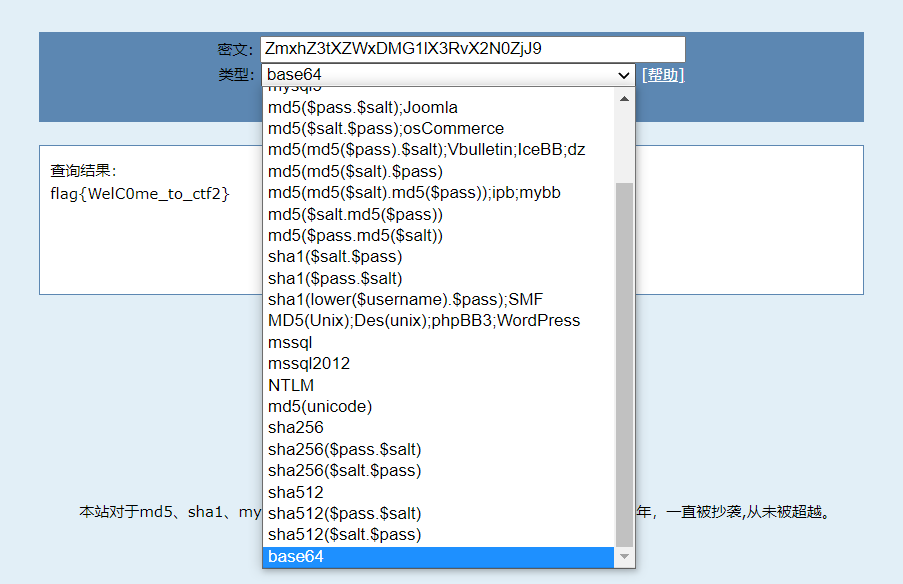 密文: ZmxhZ3tXZWxDMG1lX3RvX2N0ZjJ9
类型: base64 [帮助]
md5($pass.$salt);Joomla
md5($salt.$pass);osCommerce
md5(md5($pass).$salt);Vbulletin;IceBB;dz
md5(md5($salt).$pass)
md5(md5($salt).md5($pass));ipb;mybb
md5($salt.md5($pass))
md5($pass.md5($salt))
sha1($salt.$pass)
sha1($pass.$salt)
sha1(lower($username).$pass);SMF
MD5(Unix);Des(unix);phpBB3;WordPress
mssql
mssql2012
NTLM
md5(unicode)
sha256
sha256($pass.$salt)
sha256($salt.$pass)
sha512
sha512($pass.$salt)
sha512($salt.$pass)
base64
查询结果:
flag{WelC0me_to_ctf2}
本站对于md5、sha1、my 年，一直被抄袭,从未被超越。